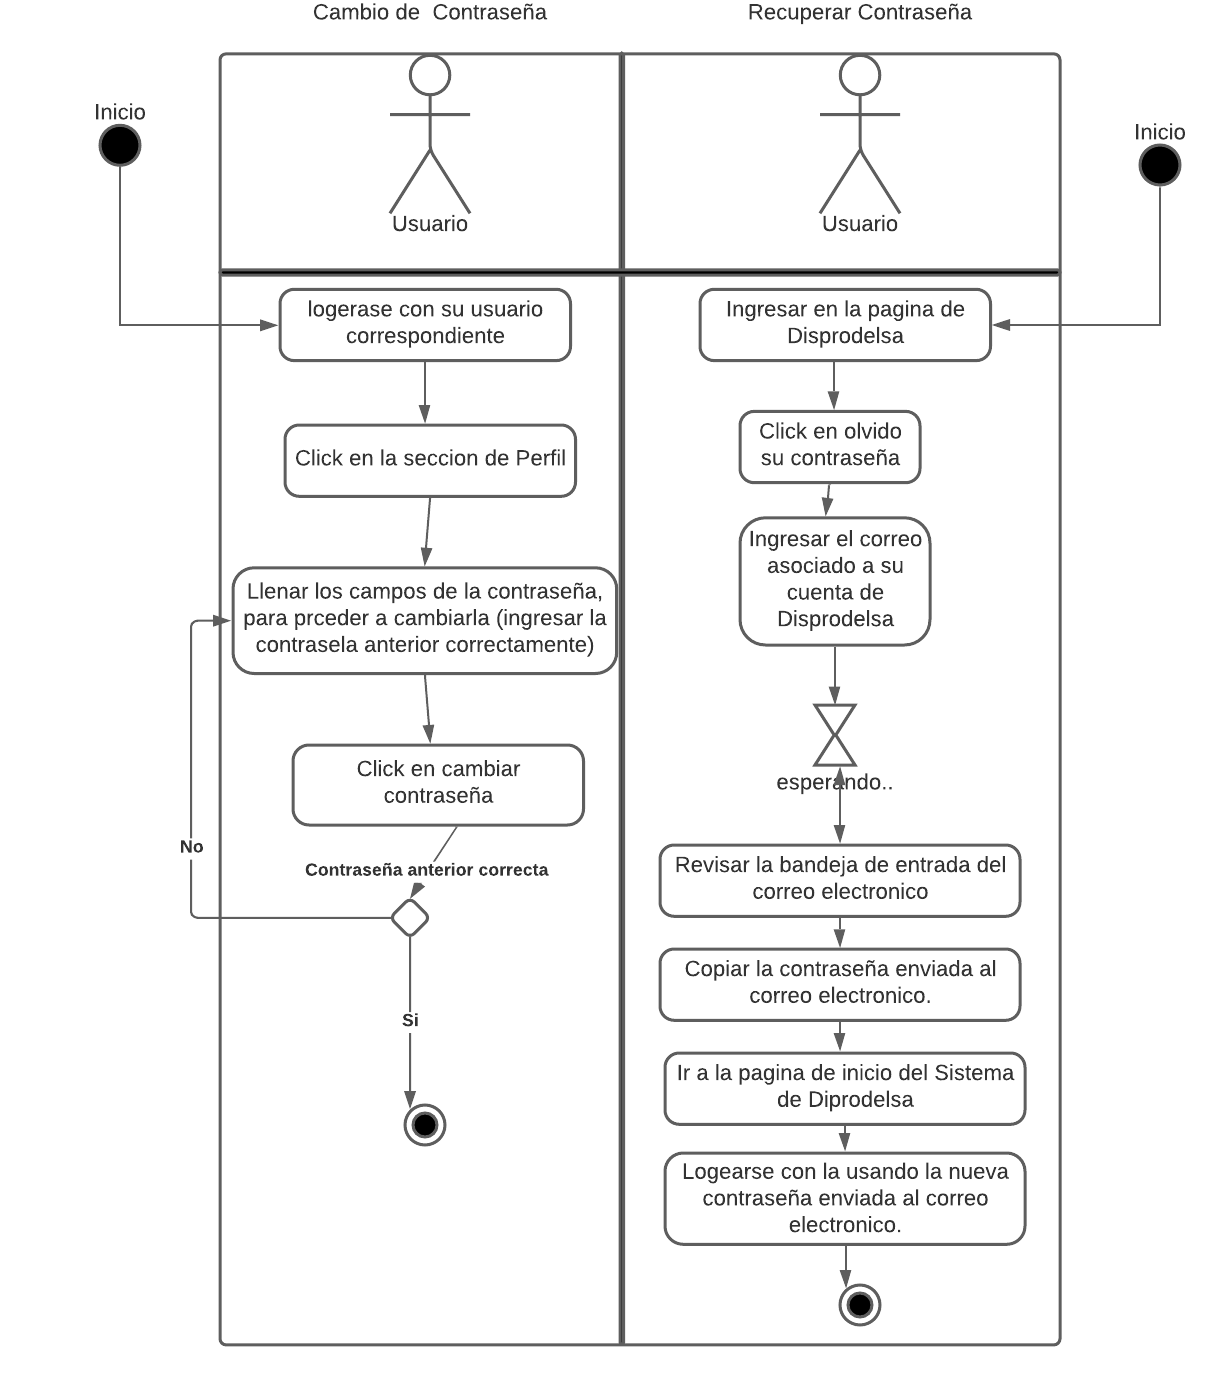 Cambio de  Contraseña
Recuperar Contraseña
Inicio
Inicio
Usuario
Usuario
logerase con su usuario
correspondiente
Click en la seccion de Perfil
Llenar los campos de la contraseña,
para prceder a cambiarla (ingresar la
contrasela anterior correctamente)
Click en cambiar
contraseña
No
Contraseña anterior correcta
Si
Ingresar en la pagina de
Disprodelsa
Click en olvido
su contraseña
Ingresar el correo
asociado a su
cuenta de
Disprodelsa
esperando..
Revisar la bandeja de entrada del
correo electronico
Copiar la contraseña enviada al
correo electronico.
Ir a la pagina de inicio del Sistema
de Diprodelsa
Logearse con la usando la nueva
contraseña enviada al correo
electronico.